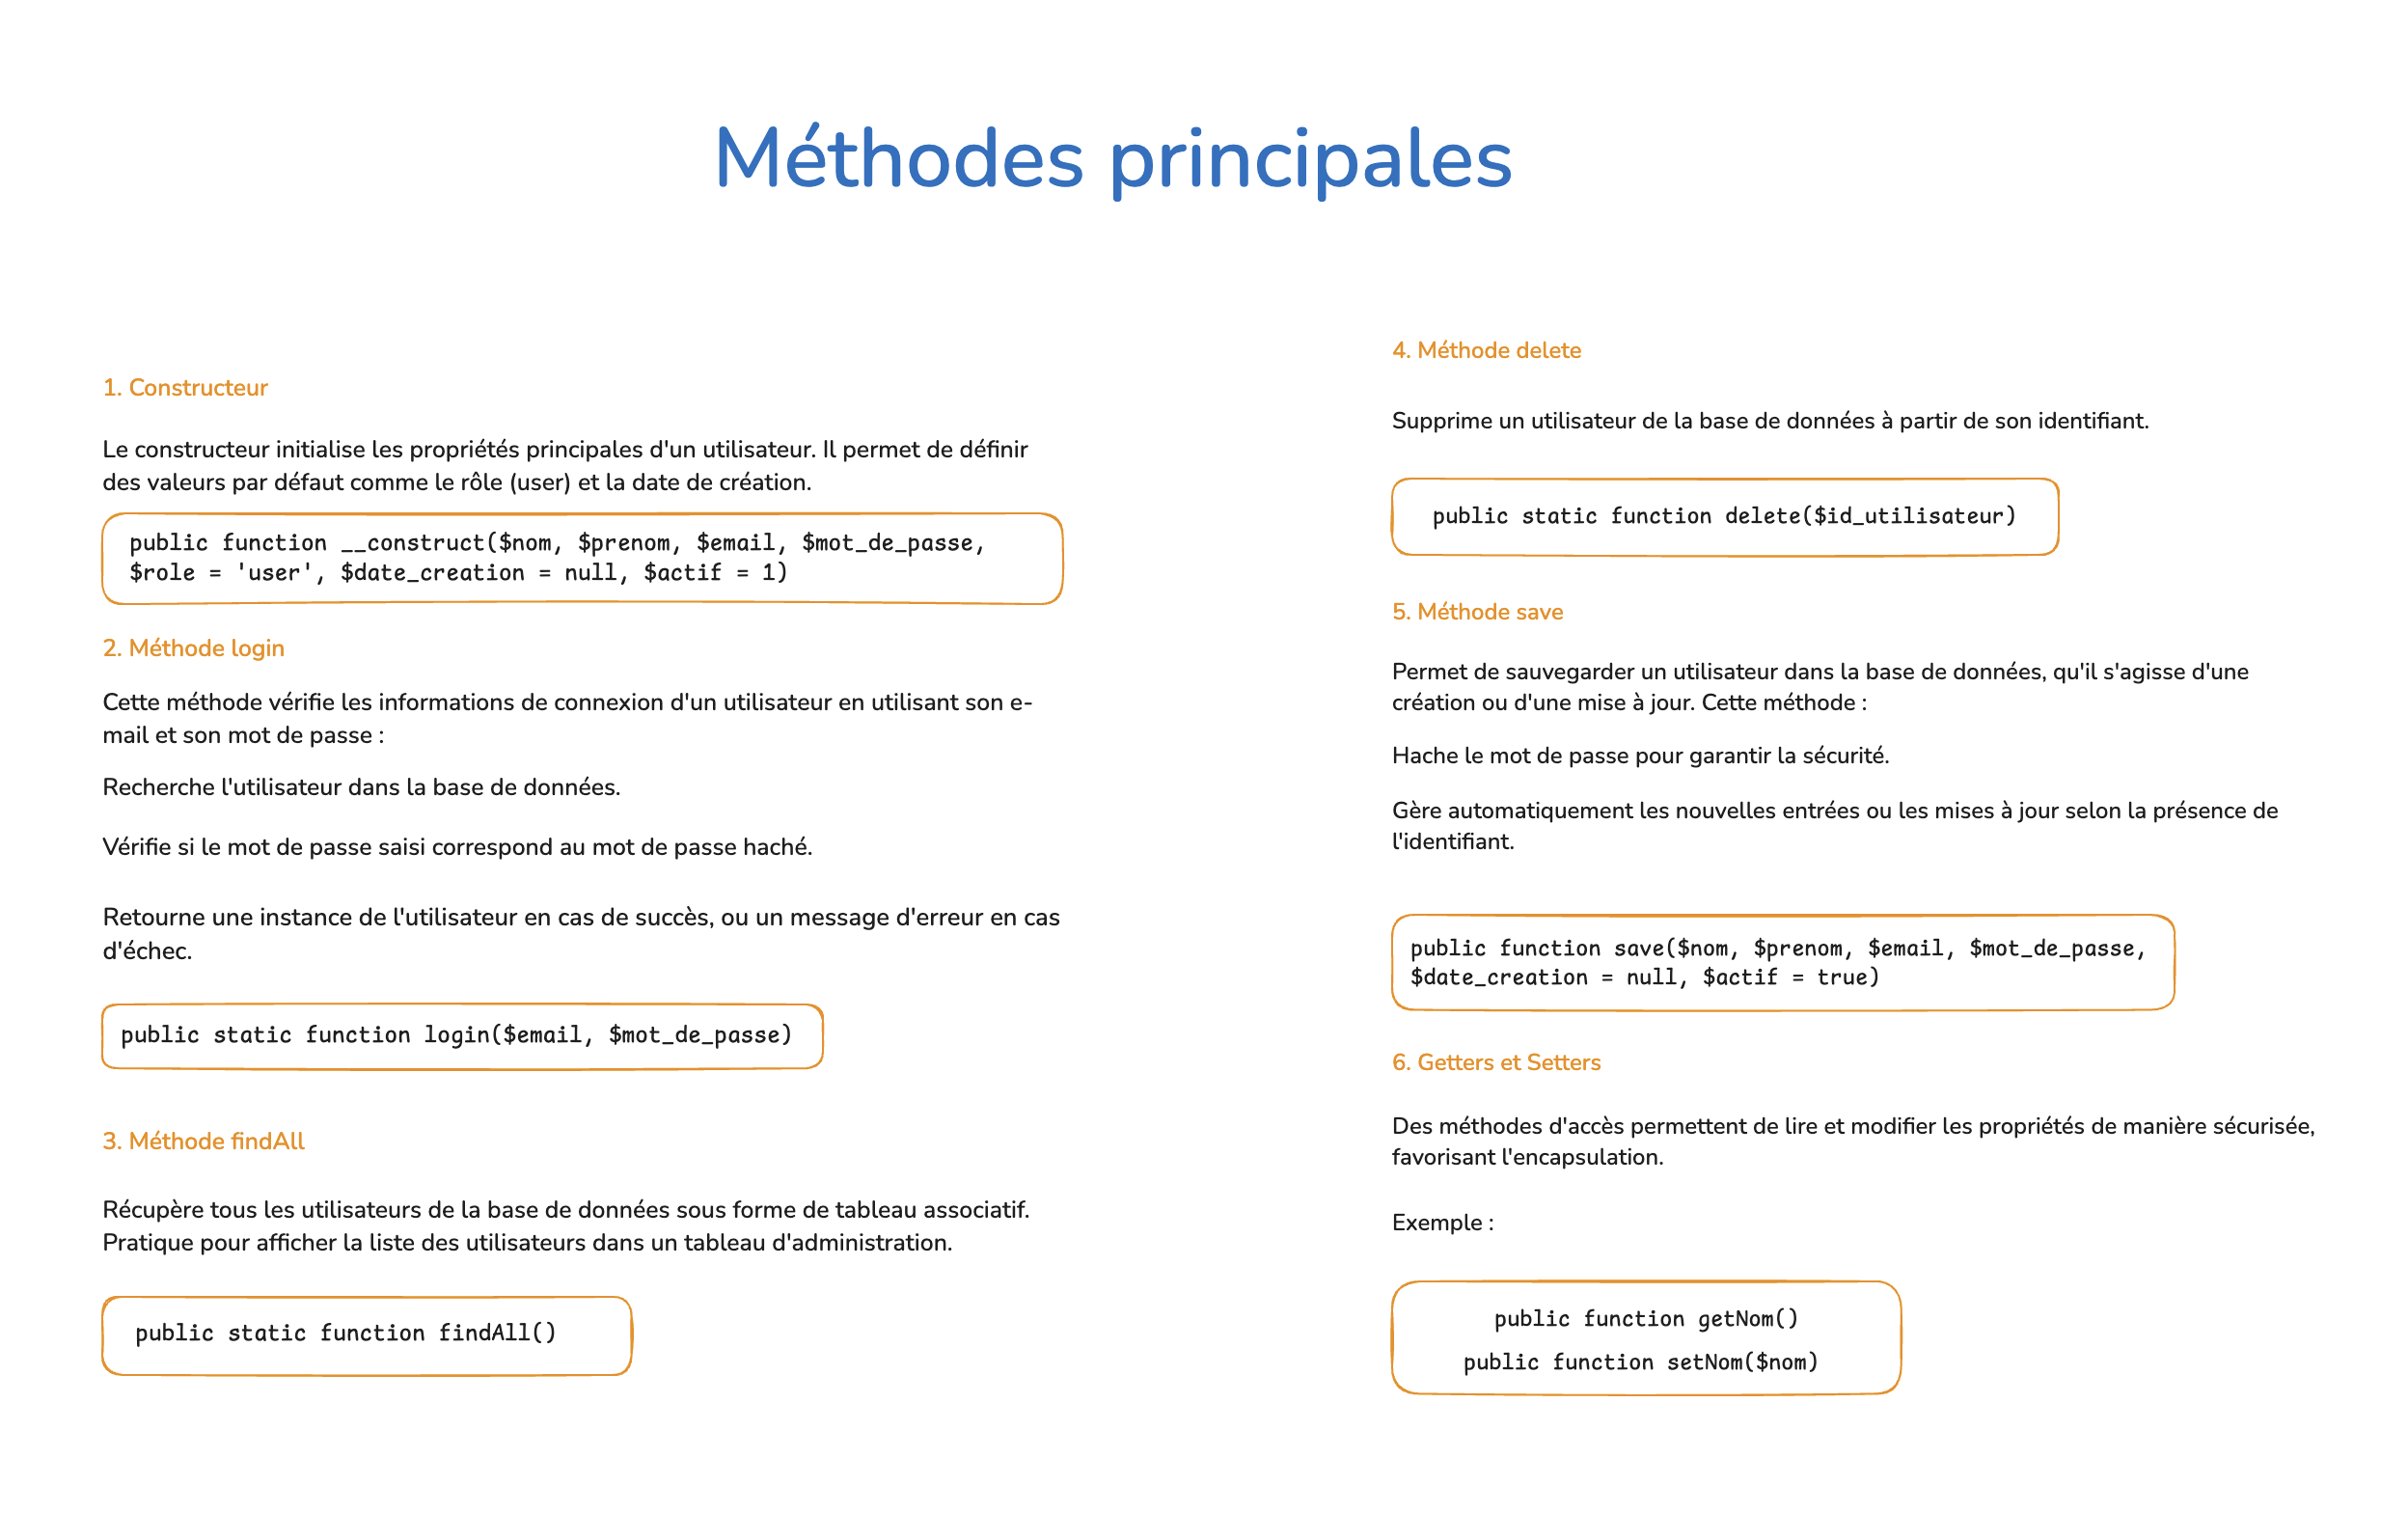 Méthodes principales
1. Constructeur
Le constructeur initialise les propriétés principales d'un utilisateur. Il permet de définir
des valeurs par défaut comme le rôle (user) et la date de création.
public function __construct($nom, $prenom, $email, $mot_de_passe,
$role = 'user', $date_creation = null, $actif = 1)
2. Méthode login
Cette méthode vérifie les informations de connexion d'un utilisateur en utilisant son e-
mail et son mot de passe :
Recherche l'utilisateur dans la base de données.
Vérifie si le mot de passe saisi correspond au mot de passe haché.
Retourne une instance de l'utilisateur en cas de succès, ou un message d'erreur en cas
d'échec.
public static function login($email, $mot_de_passe)
3. Méthode findAll
Récupère tous les utilisateurs de la base de données sous forme de tableau associatif.
Pratique pour afficher la liste des utilisateurs dans un tableau d'administration.
public static function findAll()
4. Méthode delete
Supprime un utilisateur de la base de données à partir de son identifiant.
public static function delete($id_utilisateur)
5. Méthode save
Permet de sauvegarder un utilisateur dans la base de données, qu'il s'agisse d'une
création ou d'une mise à jour. Cette méthode :
Hache le mot de passe pour garantir la sécurité.
Gère automatiquement les nouvelles entrées ou les mises à jour selon la présence de
l'identifiant.
public function save($nom, $prenom, $email, $mot_de_passe,
$date_creation = null, $actif = true)
6. Getters et Setters
Des méthodes d'accès permettent de lire et modifier les propriétés de manière sécurisée,
favorisant l'encapsulation.
Exemple :
public function getNom()
public function setNom($nom)